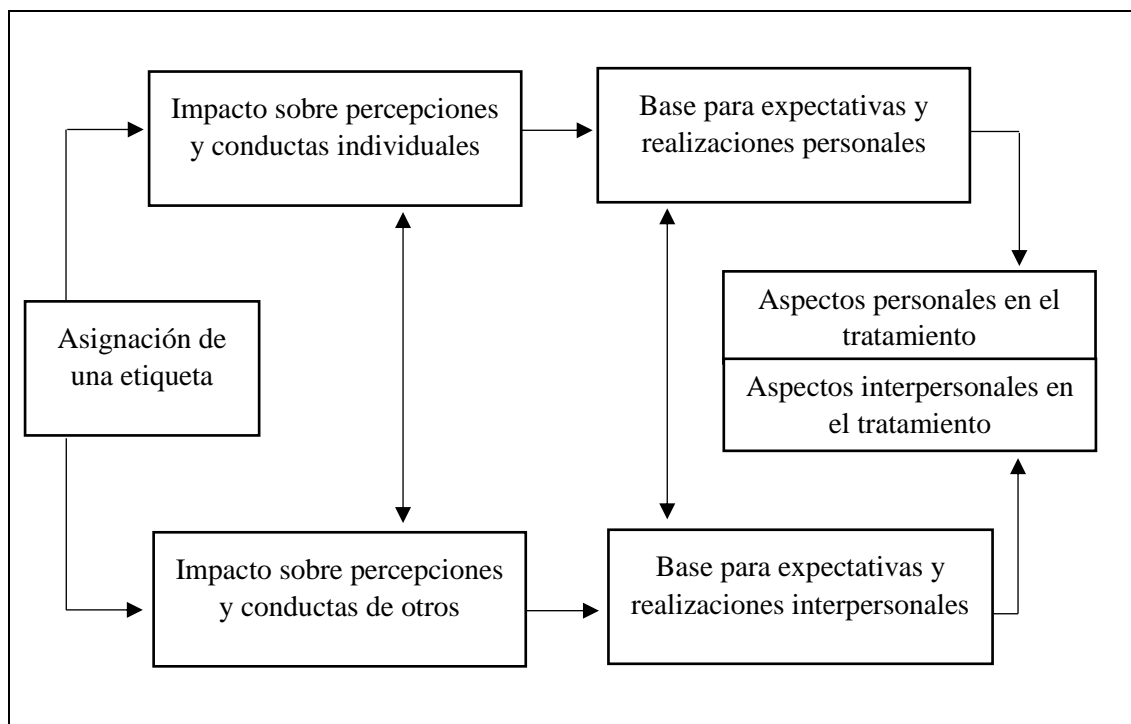 Impacto sobre percepciones
y conductas individuales
Base para expectativas y
realizaciones personales
Asignación de
una etiqueta
Aspectos personales en el
tratamiento
Aspectos interpersonales en
el tratamiento
Impacto sobre percepciones
y conductas de otros
Base para expectativas y
realizaciones interpersonales